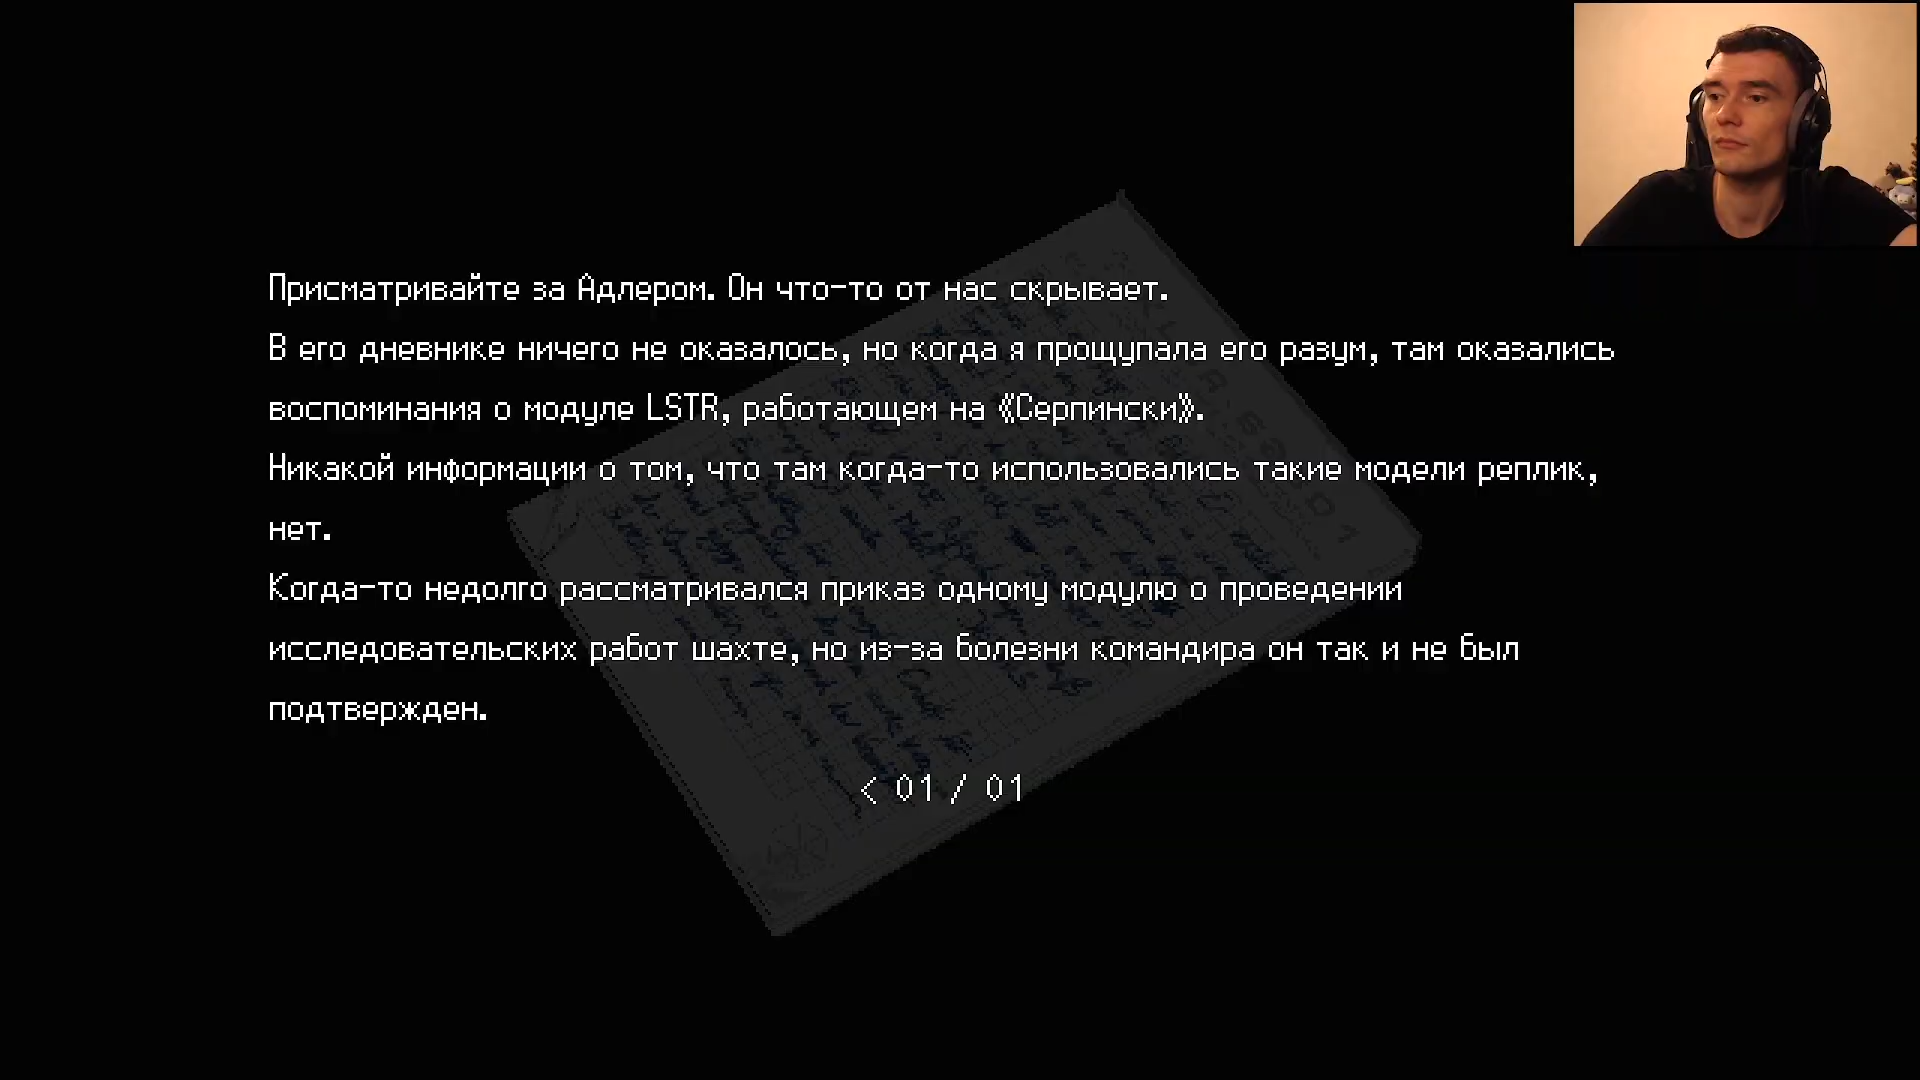 Присматривайте за Адлером. Он что-то от нас скрывает.
В его дневнике ничего не оказалось, но когда я прощупала его разум, там оказались
воспоминания о модуле LSTR, работающем на 《Серпински》.
Никакой информации о том, что там когда-то использовались такие модели реплик,
нет.
Когда-то недолго рассматривался приказ одному модулю о проведении
исследовательских работ шахте, но из-за болезни командира он так и не был
подтвержден.
< 01 / 01